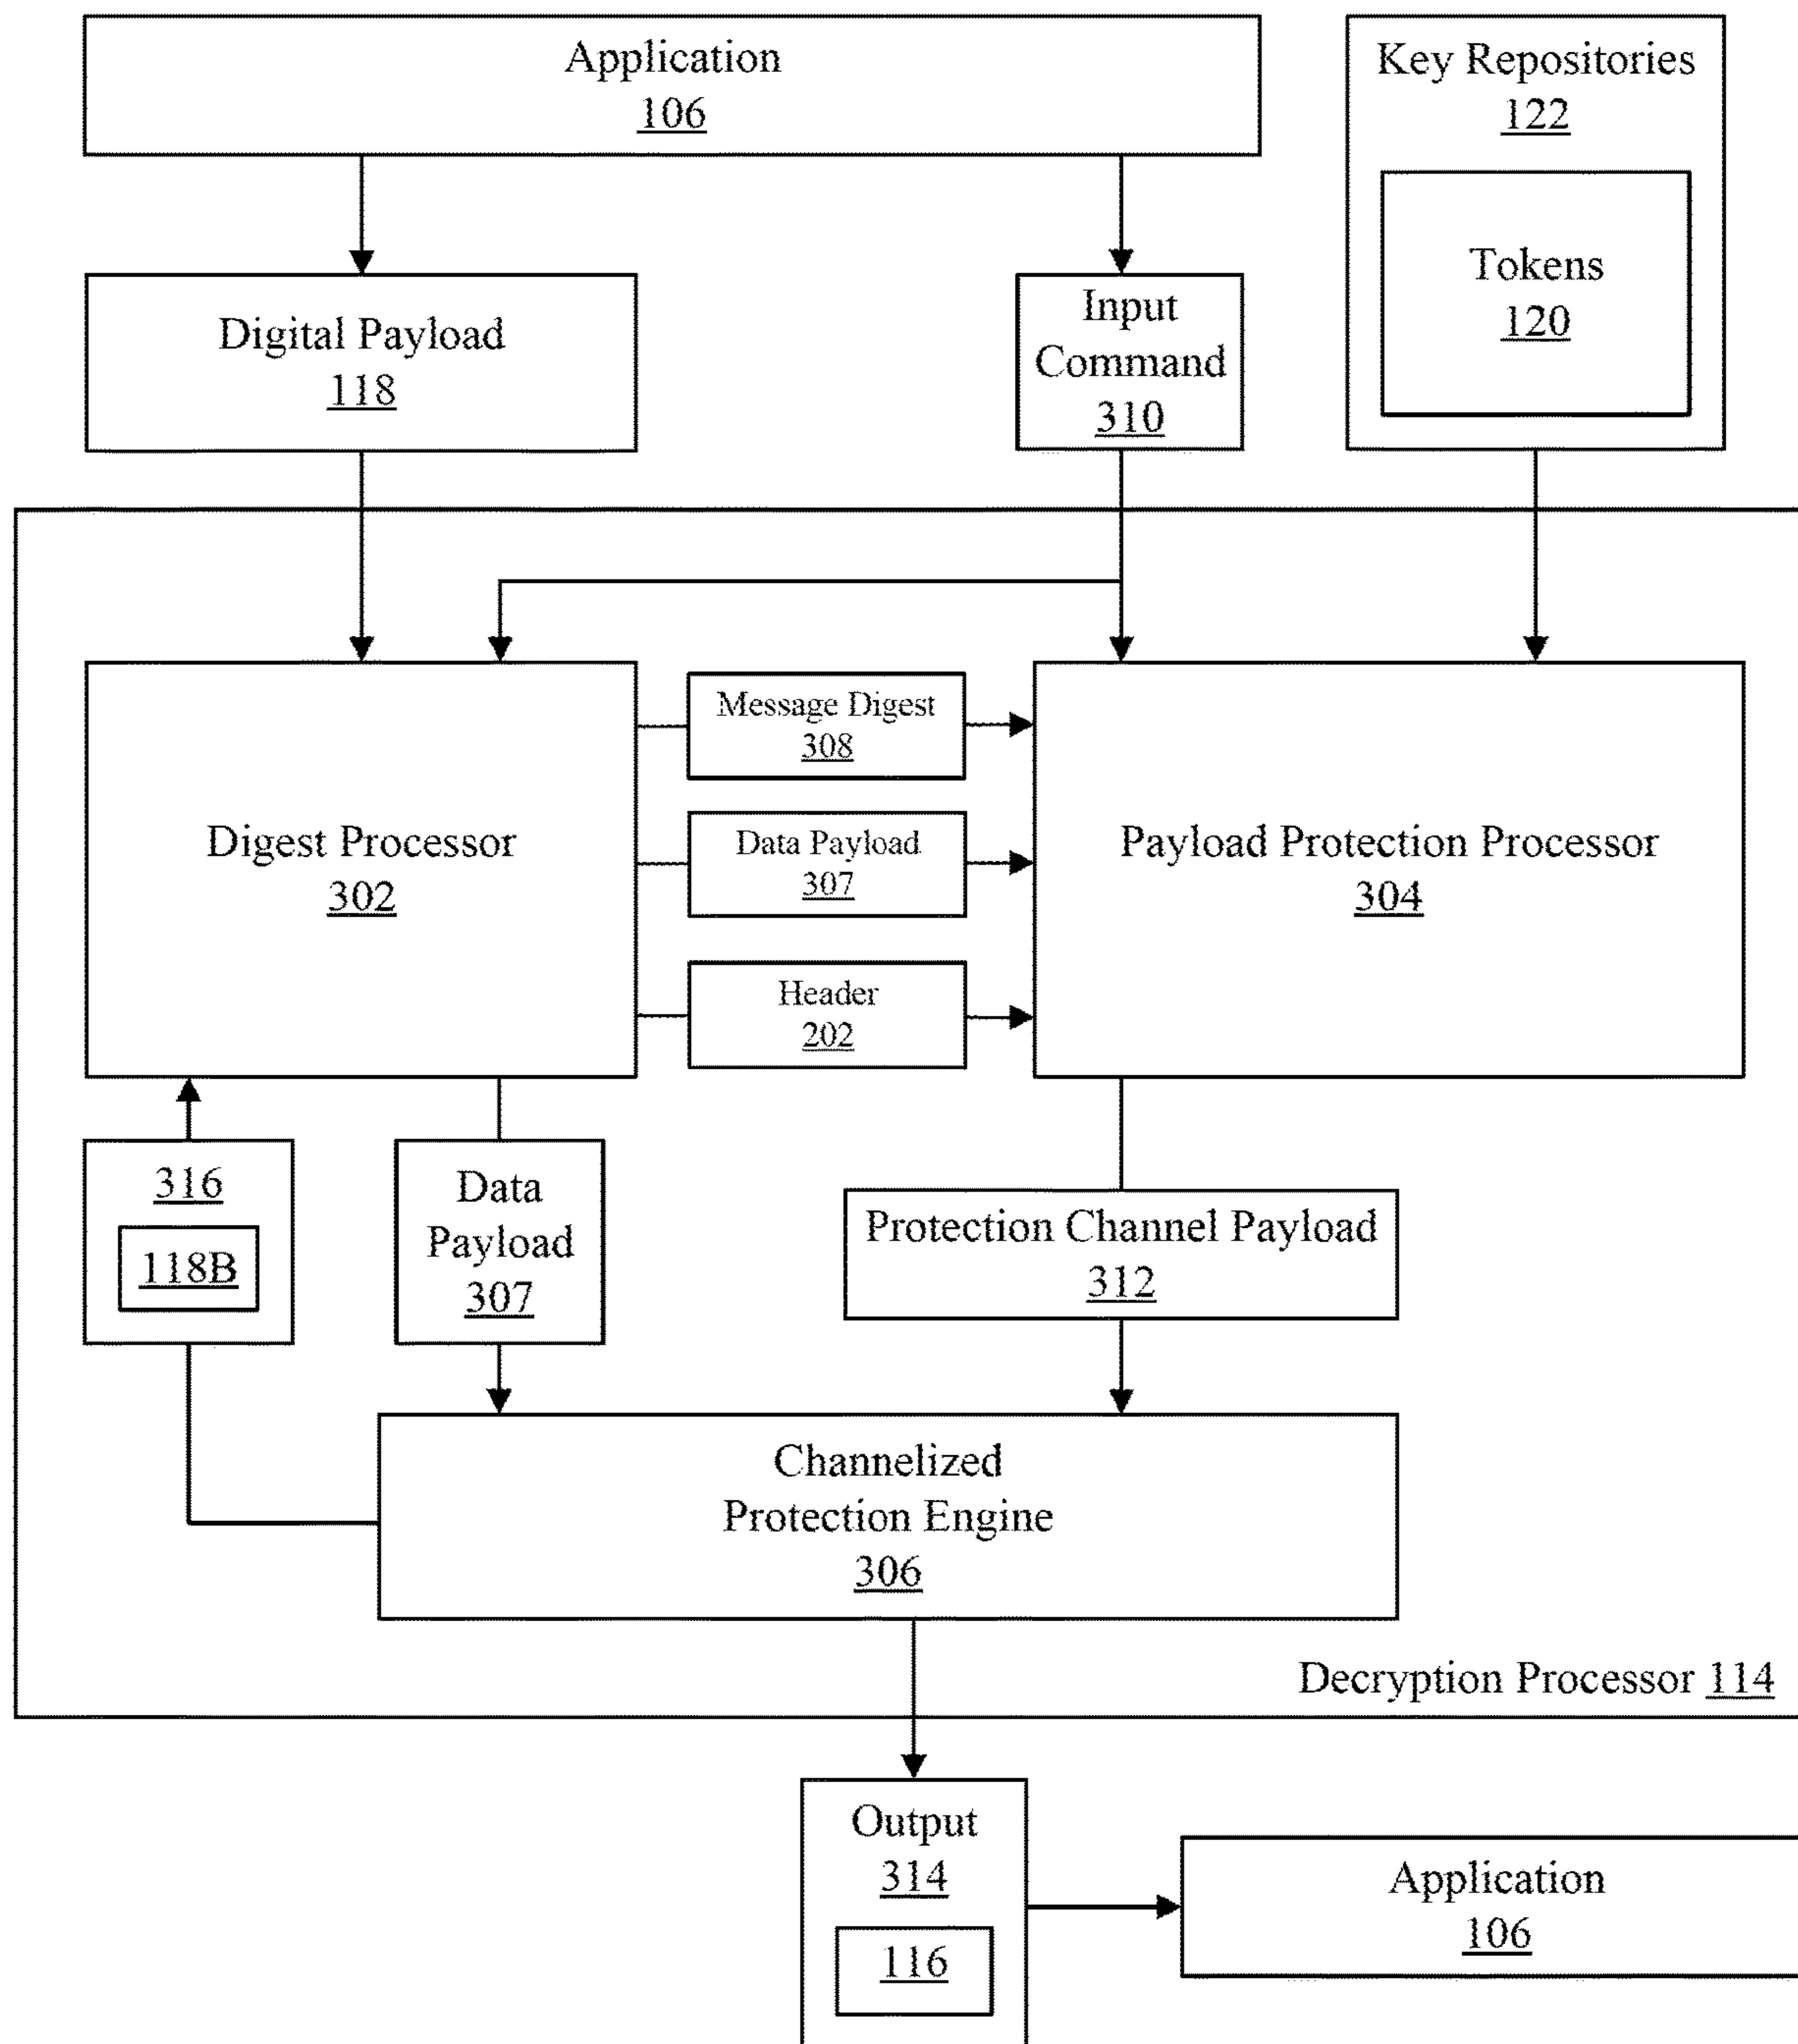 Application
106
Key Repositories
122
Tokens
120
Digital Payload
118
Input
Command
310
Message Digest
308
Digest Processor
302
Data Payload
307
Payload Protection Processor
304
Header
202
316
118B
Data
Payload
307
Protection Channel Payload
312
Channelized
Protection Engine
306
Decryption Processor 114
Output
314
116
Application
106